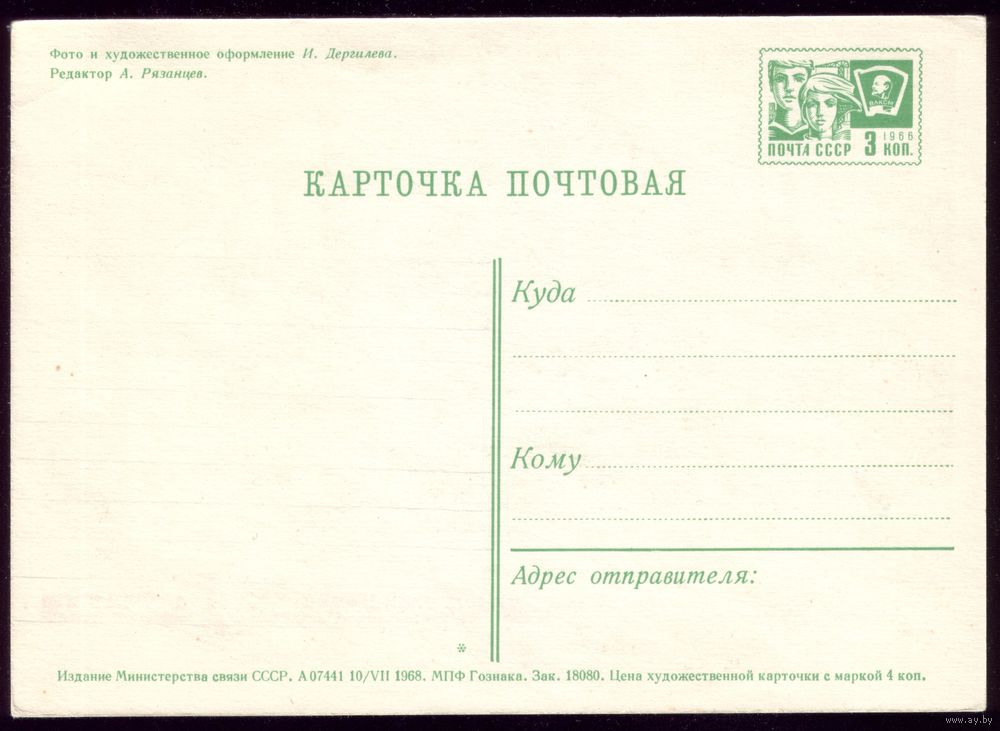 Фото и художественное оформление И. Дергилева.
Редактор А. Рязанцев.
ВЛКСМ
1966
ПОЧТА СССР 3 КОП.
КАРТОЧКА ПОЧТОВАЯ
Куда
Кому
Адрес отправителя:
*
Издание Министерства связи СССР. А 07441 10/VII 1968. МПФ Гознака. Зак. 18080. Цена художественной карточки с маркой 4 коп.
www.ay.by